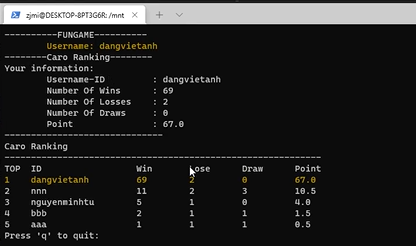 zjmi@DESKTOP-8PT3G6R: /mnt
----------FUNGAME----------
Username: dangvietanh
--------Caro Ranking--------
Your information:
Username-ID : dangvietanh
Number Of Wins : 69
Number Of Losses : 2
Number Of Draws : 0
Point : 67.0
------------------------------
Caro Ranking
------------------------------------------------------------
TOP ID Win Lose Draw Point
1 dangvietanh 69 2 0 67.0
2 nnn 11 2 3 10.5
3 nguyenminhtu 5 1 0 4.0
4 bbb 2 1 1 1.5
5 aaa 1 1 1 0.5
Press 'q' to quit: